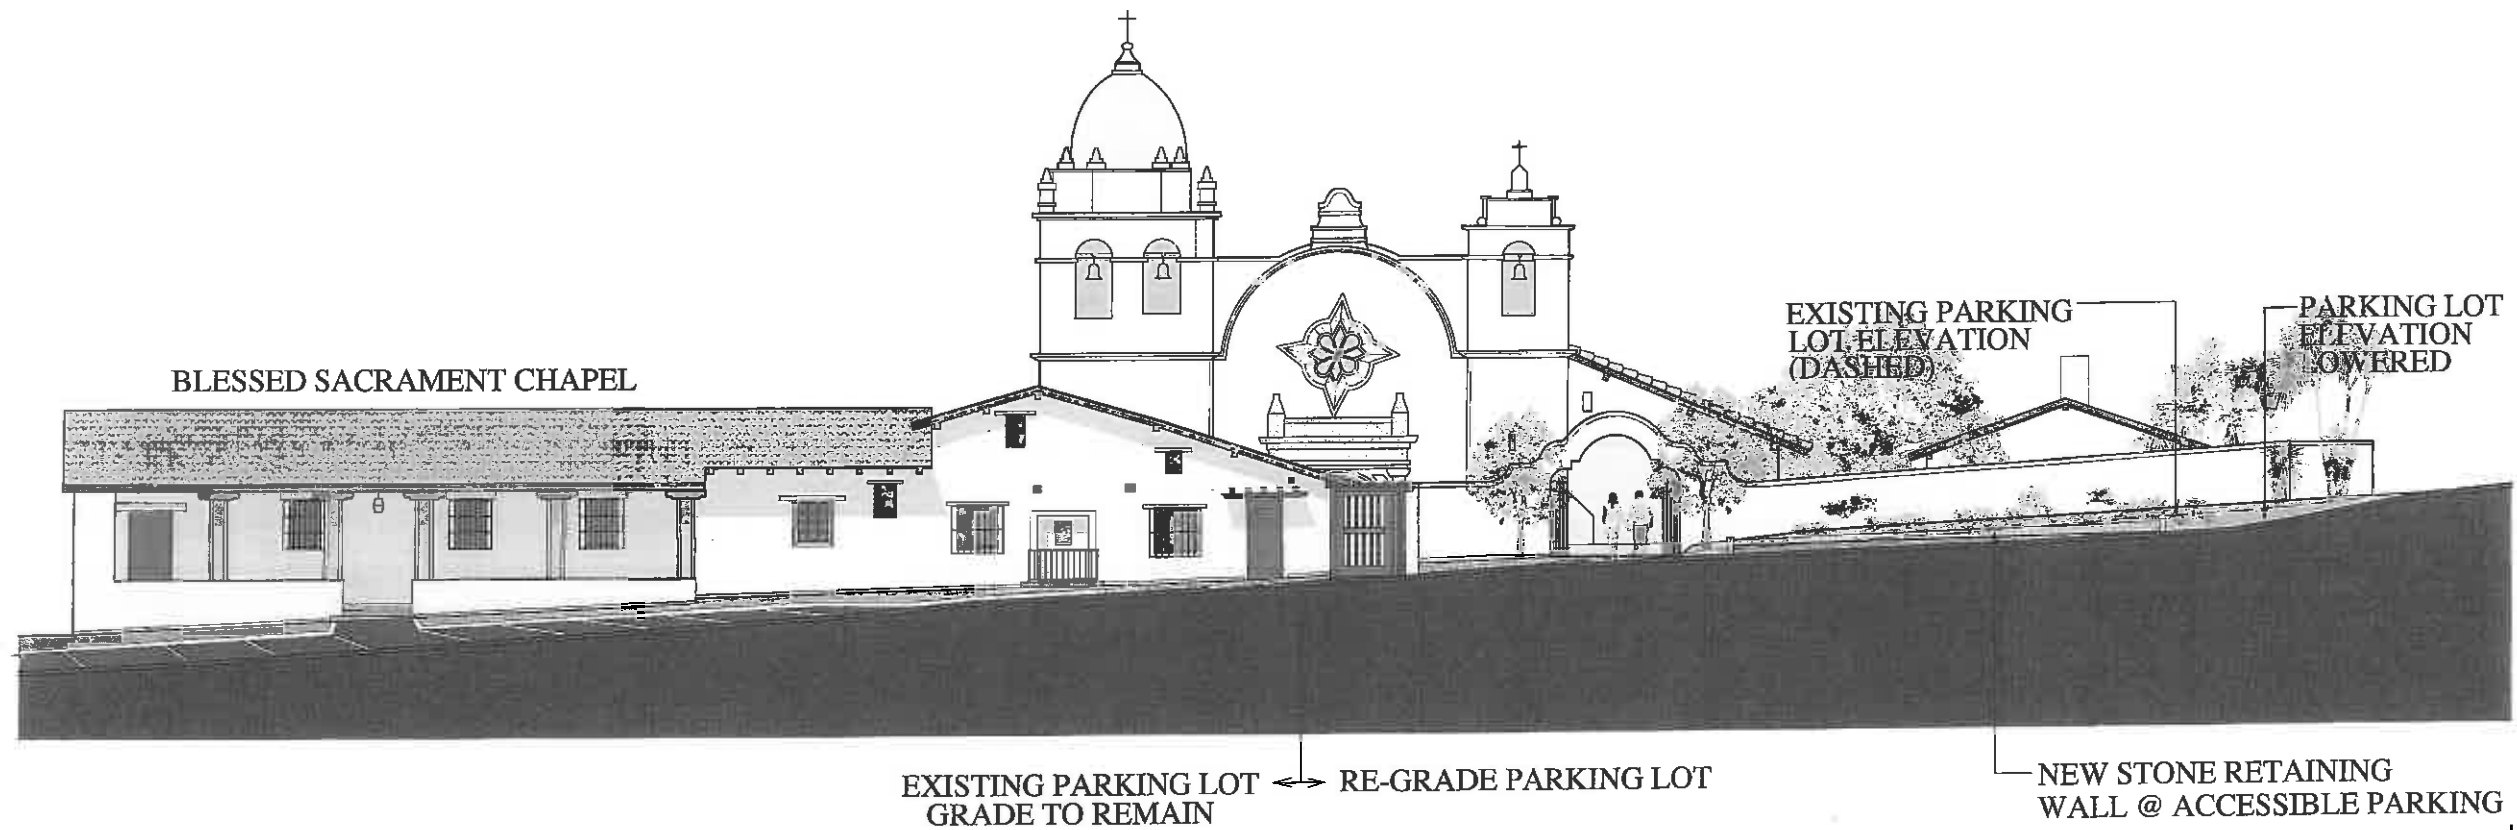 EXISTING PARKING
LOT ELEVATION
(DASHED)
PARKING LOT
ELEVATION
LOWERED
BLESSED SACRAMENT CHAPEL
EXISTING PARKING LOT
GRADE TO REMAIN
RE-GRADE PARKING LOT
NEW STONE RETAINING
WALL @ ACCESSIBLE PARKING